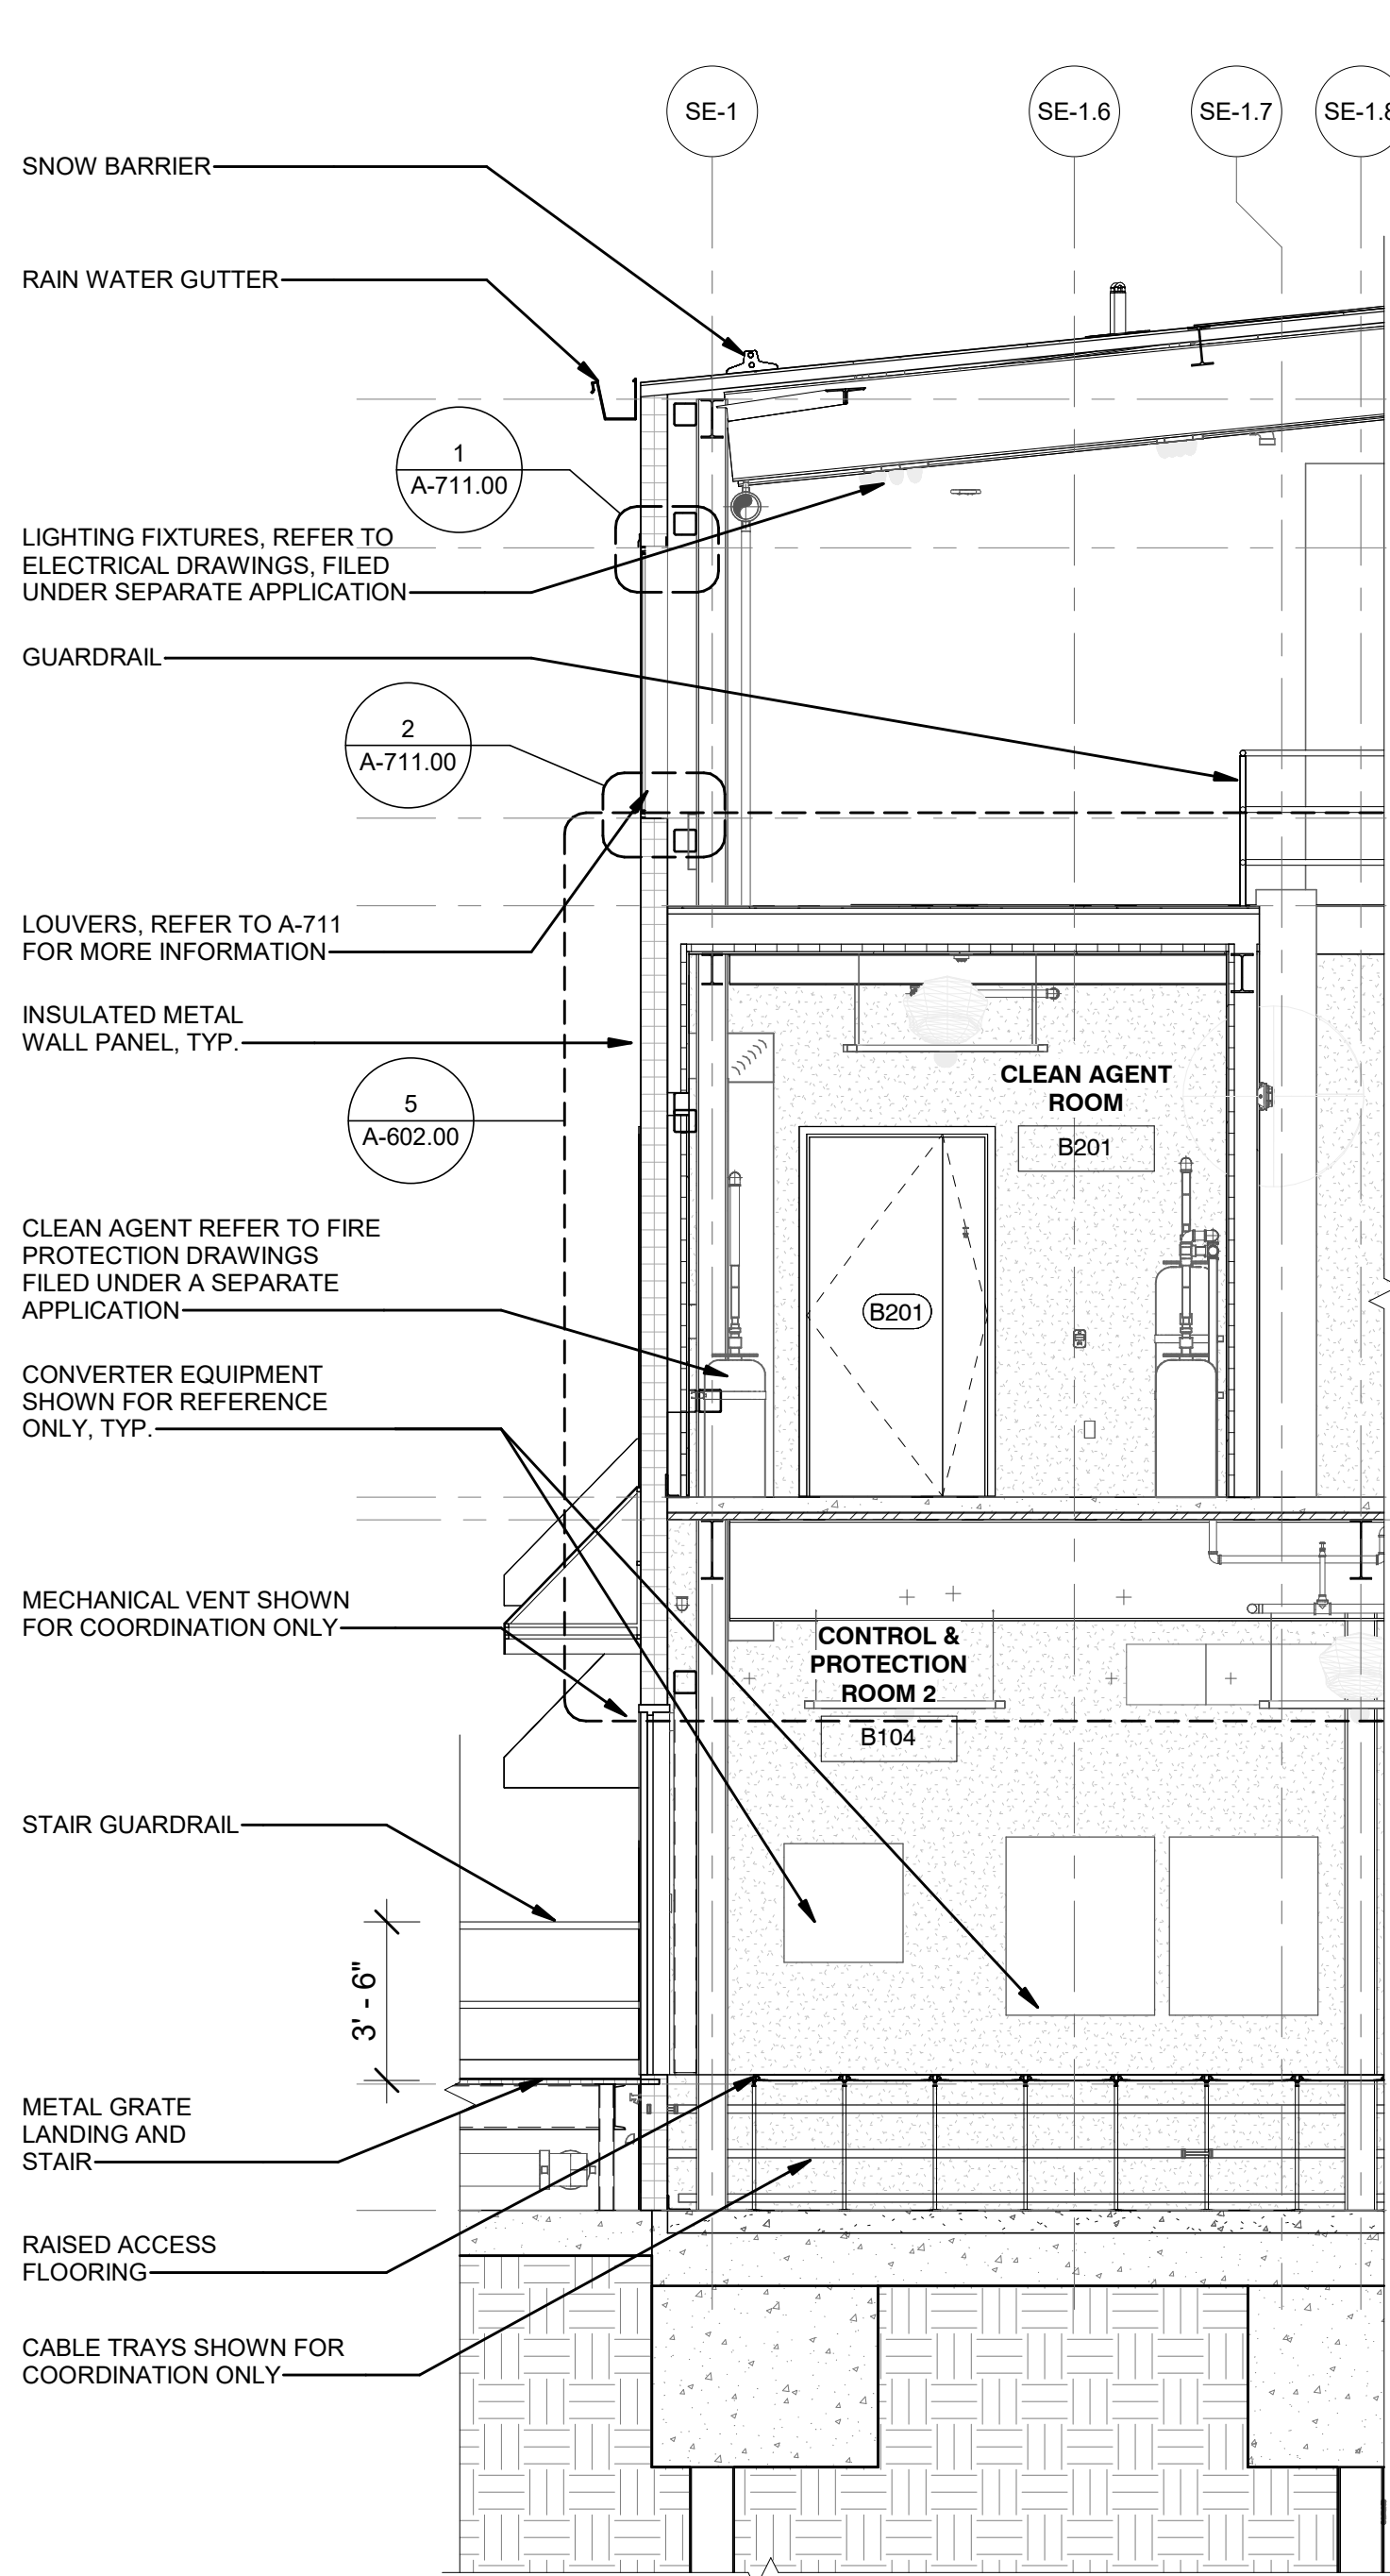 SE-1
SE-1.6
SE-1.7
SE-1.8
SNOW BARRIER
RAIN WATER GUTTER
1
A-711.00
LIGHTING FIXTURES, REFER TO
ELECTRICAL DRAWINGS, FILED
UNDER SEPARATE APPLICATION
GUARDRAIL
2
A-711.00
LOUVERS, REFER TO A-711
FOR MORE INFORMATION
INSULATED METAL
WALL PANEL, TYP.
CLEAN AGENT
ROOM
B201
5
A-602.00
CLEAN AGENT REFER TO FIRE
PROTECTION DRAWINGS
FILED UNDER A SEPARATE
APPLICATION
B201
CONVERTER EQUIPMENT
SHOWN FOR REFERENCE
ONLY, TYP.
MECHANICAL VENT SHOWN
FOR COORDINATION ONLY
CONTROL &
PROTECTION
ROOM 2
B104
STAIR GUARDRAIL
3' - 6"
METAL GRATE
LANDING AND
STAIR
RAISED ACCESS
FLOORING
CABLE TRAYS SHOWN FOR
COORDINATION ONLY